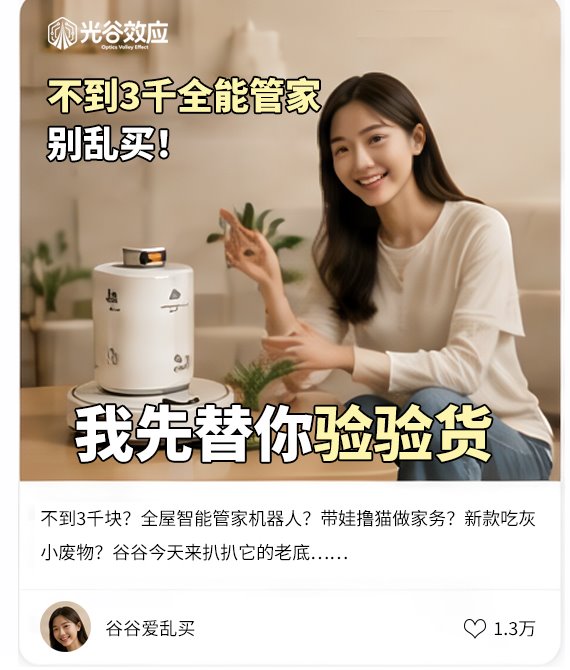 光谷效应
Optics Valley Effect
不到3千全能管家
别乱买!
我先替你验验货
不到3千块？全屋智能管家机器人？带娃撸猫做家务？新款吃灰
小废物？谷谷今天来扒扒它的老底……
谷谷爱乱买
1.3万